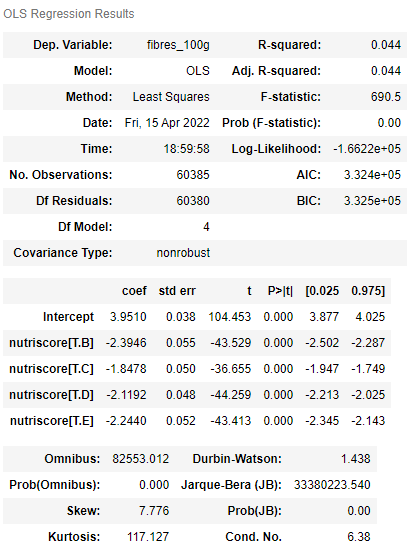 OLS Regression Results
Dep. Variable: fibres_100g R-squared: 0.044
Model: OLS Adj. R-squared: 0.044
Method: Least Squares F-statistic: 690.5
Date: Fri, 15 Apr 2022 Prob (F-statistic): 0.00
Time: 18:59:58 Log-Likelihood: -1.6622e+05
No. Observations: 60385 AIC: 3.324e+05
Df Residuals: 60380 BIC: 3.325e+05
Df Model: 4
Covariance Type: nonrobust
coef std err t P>|t| [0.025 0.975]
Intercept 3.9510 0.038 104.453 0.000 3.877 4.025
nutriscore[T.B] -2.3946 0.055 -43.529 0.000 -2.502 -2.287
nutriscore[T.C] -1.8478 0.050 -36.655 0.000 -1.947 -1.749
nutriscore[T.D] -2.1192 0.048 -44.259 0.000 -2.213 -2.025
nutriscore[T.E] -2.2440 0.052 -43.413 0.000 -2.345 -2.143
Omnibus: 82553.012 Durbin-Watson: 1.438
Prob(Omnibus): 0.000 Jarque-Bera (JB): 33380223.540
Skew: 7.776 Prob(JB): 0.00
Kurtosis: 117.127 Cond. No. 6.38